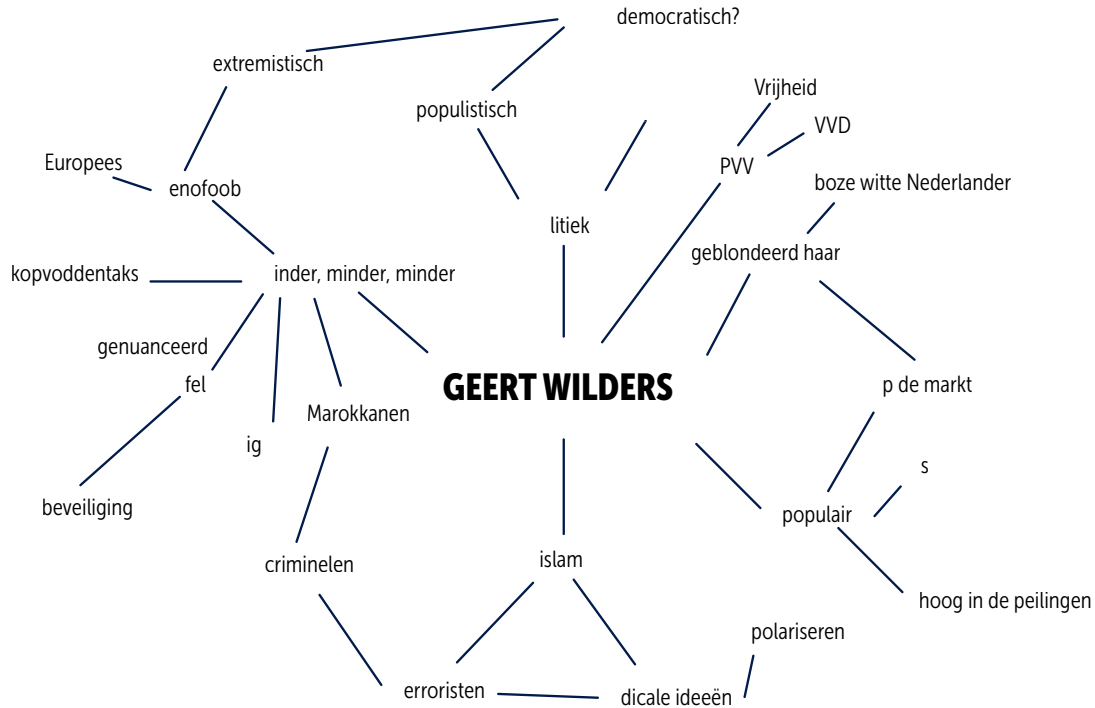 democratisch?
extremistisch
populistisch
Vrijheid
VVD
Europees
PVV
enofoob
boze witte Nederlander
litiek
geblondeerd haar
kopvoddentaks
inder, minder, minder
genuanceerd
fel
GEERT WILDERS
p de markt
Marokkanen
ig
s
beveiliging
populair
criminelen
islam
hoog in de peilingen
polariseren
erroristen
dicale ideeën